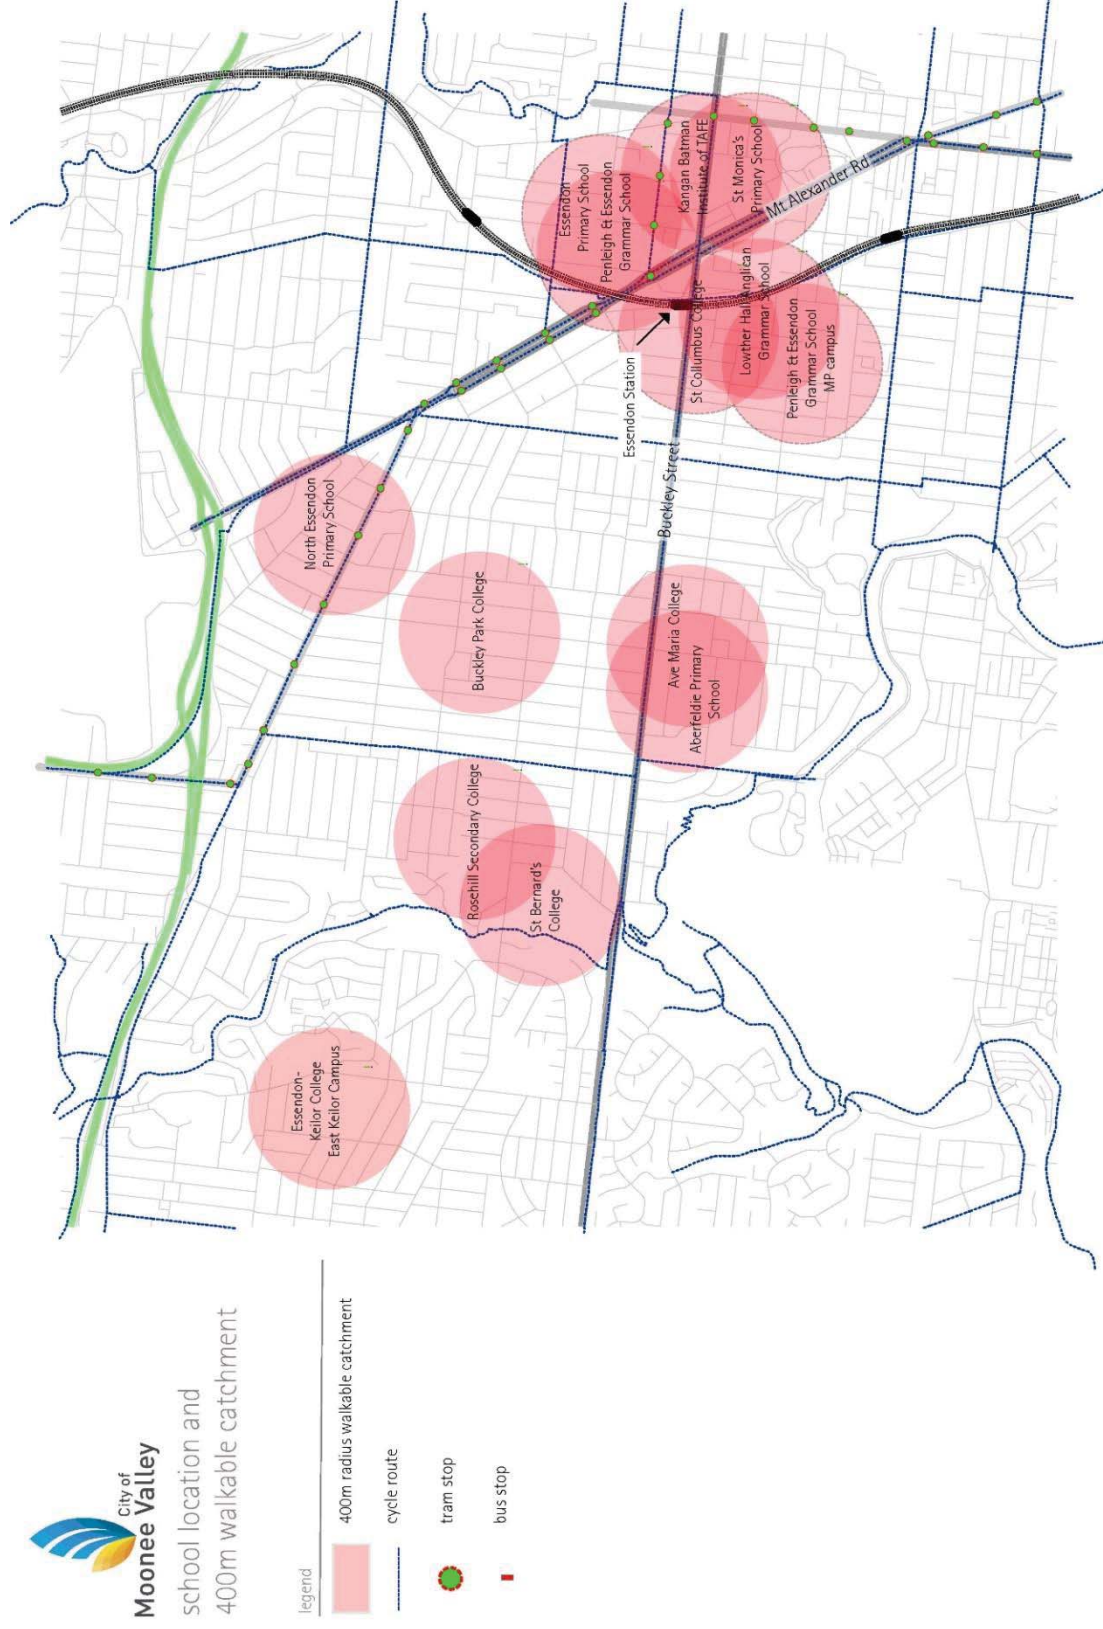 City of
Moonee Valley
school location and
400m walkable catchment
legend
400m radius walkable catchment
cycle route
tram stop
bus stop
Essendon-
Keilor College
East Keilor Campus
Rosehill Secondary College
St Bernard's
College
North Essendon
Primary School
Buckley Park College
Ave Maria College
Aberfeldie Primary
School
Buckley Street
Essendon Station
Essendon
Primary School
Penleigh & Essendon
Grammar School
Kangan Batman
Institute of TAFE
St Monica's
Primary School
Mt Alexander Rd
St Collumbus College
Lowther Hall Anglican
Grammar School
Penleigh & Essendon
Grammar School
MP campus